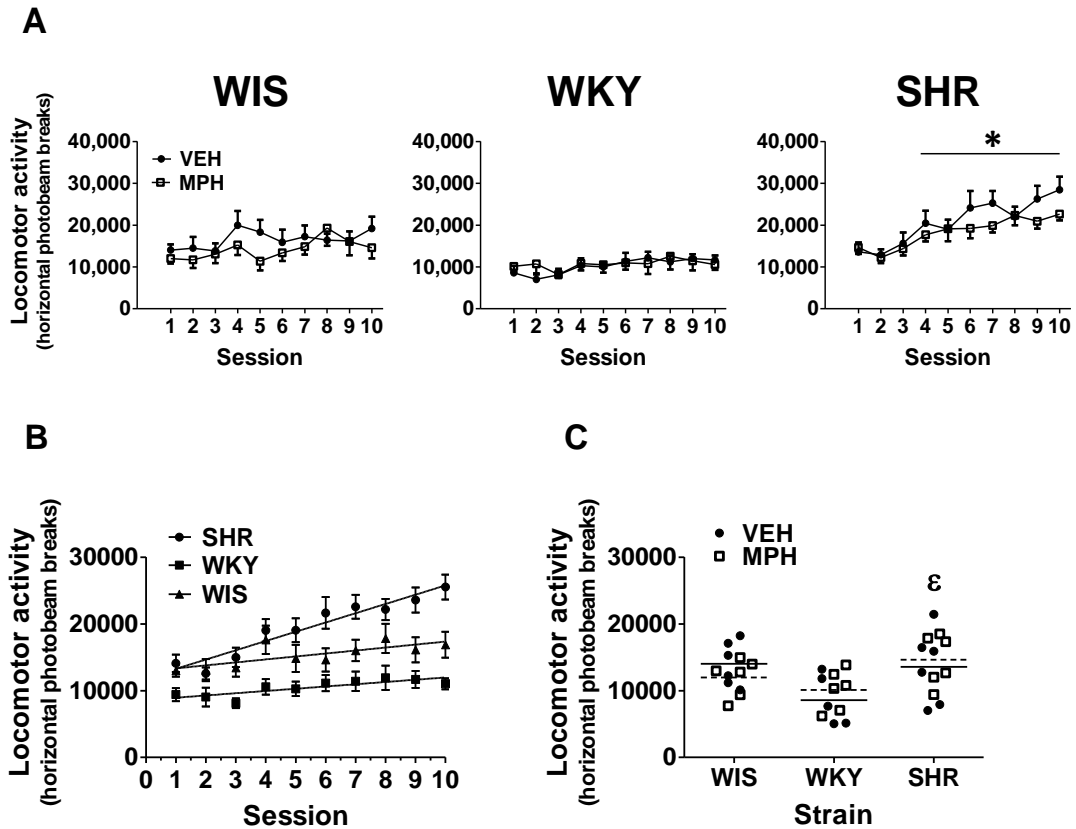 A
WIS
WKY
SHR
Locomotor activity
(horizontal photobeam breaks)
40,000
30,000
20,000
10,000
0
VEH
MPH
1 2 3 4 5 6 7 8 9 10
Session
40,000
30,000
20,000
10,000
0
1 2 3 4 5 6 7 8 9 10
Session
40,000
30,000
20,000
10,000
0
*
1 2 3 4 5 6 7 8 9 10
Session
B
Locomotor activity
(horizontal photobeam breaks)
SHR
WKY
WIS
30000
20000
10000
0
0 1 2 3 4 5 6 7 8 9 10
Session
C
Locomotor activity
(horizontal photobeam breaks)
VEH
MPH
30000
20000
10000
0
ε
WIS WKY SHR
Strain